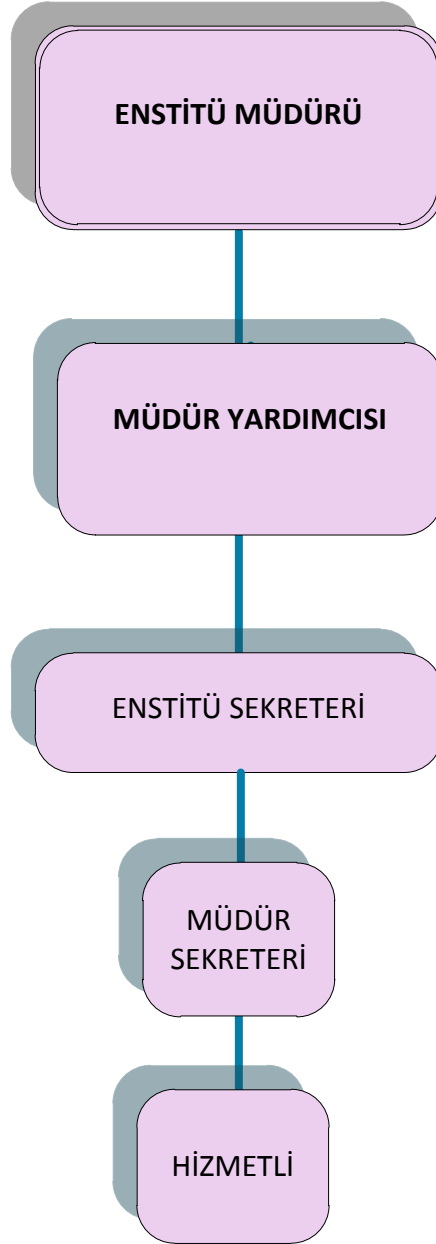 ENSTİTÜ MÜDÜRÜ
MÜDÜR YARDIMCISI
ENSTİTÜ SEKRETERİ
MÜDÜR
SEKRETERİ
HİZMETLİ